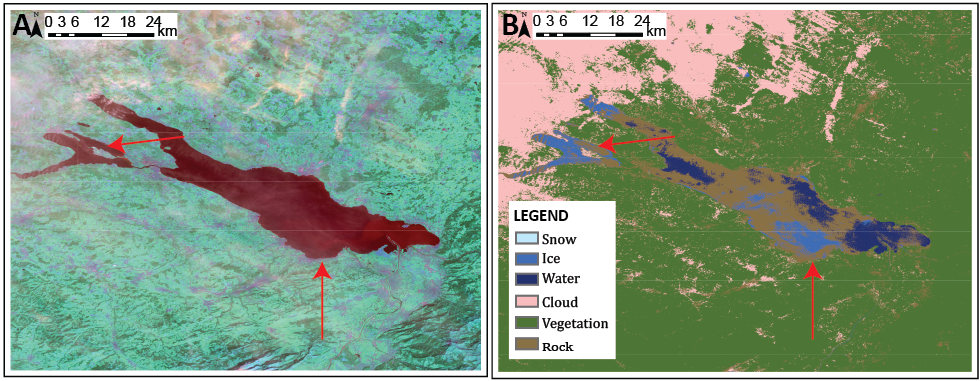 A
N
0 3 6 12 18 24
km
B
N
0 3 6 12 18 24
km
LEGEND
Snow
Ice
Water
Cloud
Vegetation
Rock